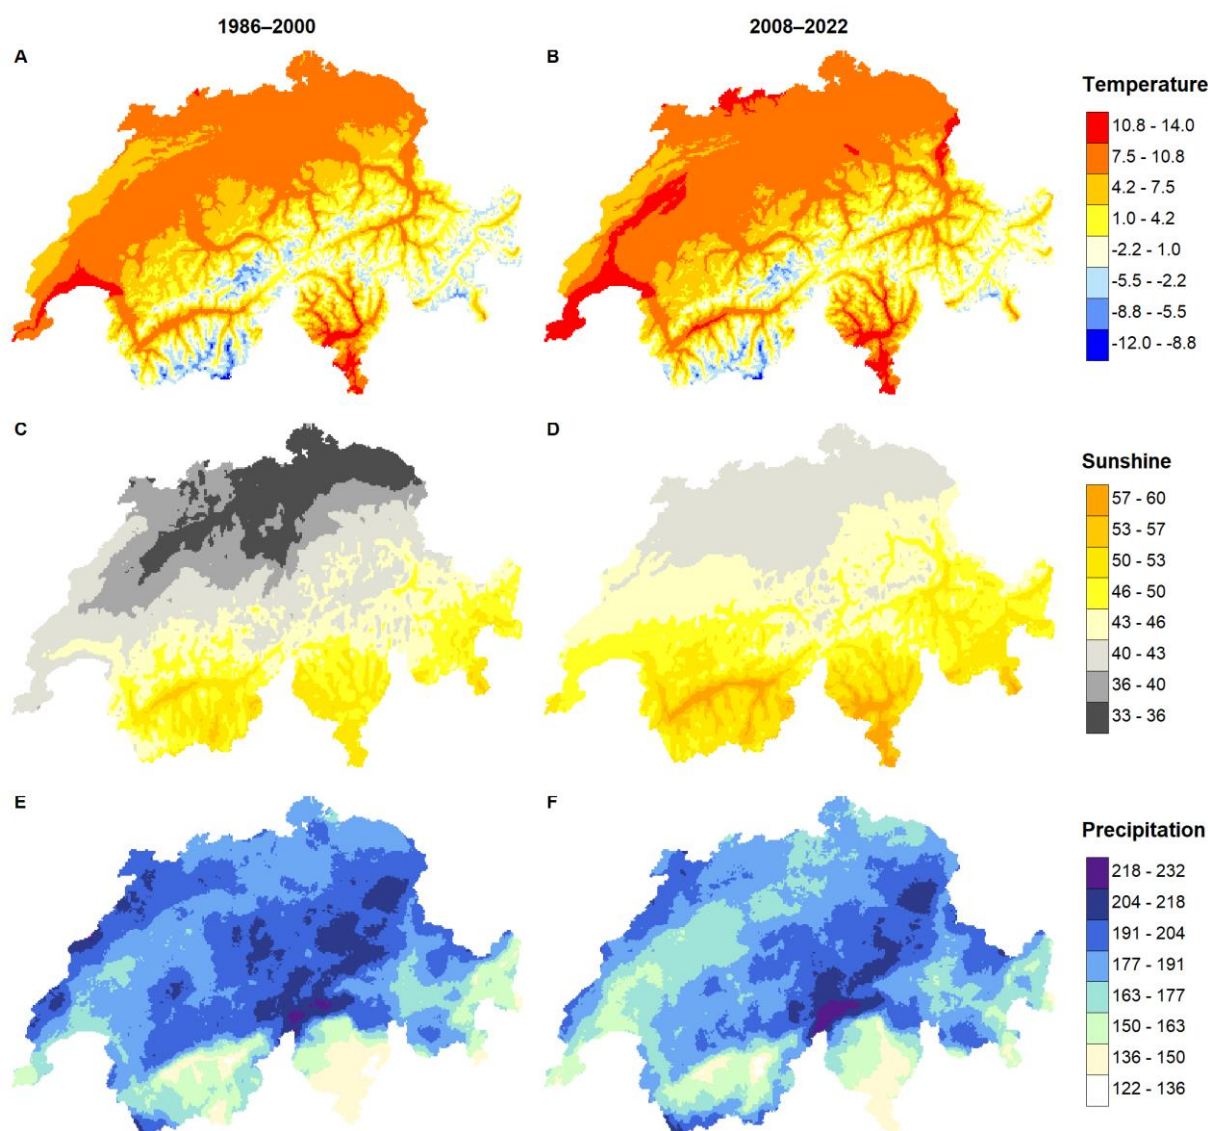 1986–2000
2008–2022
A
B
Temperature
10.8 - 14.0
7.5 - 10.8
4.2 - 7.5
1.0 - 4.2
-2.2 - 1.0
-5.5 - -2.2
-8.8 - -5.5
-12.0 - -8.8
C
D
Sunshine
57 - 60
53 - 57
50 - 53
46 - 50
43 - 46
40 - 43
36 - 40
33 - 36
E
F
Precipitation
218 - 232
204 - 218
191 - 204
177 - 191
163 - 177
150 - 163
136 - 150
122 - 136